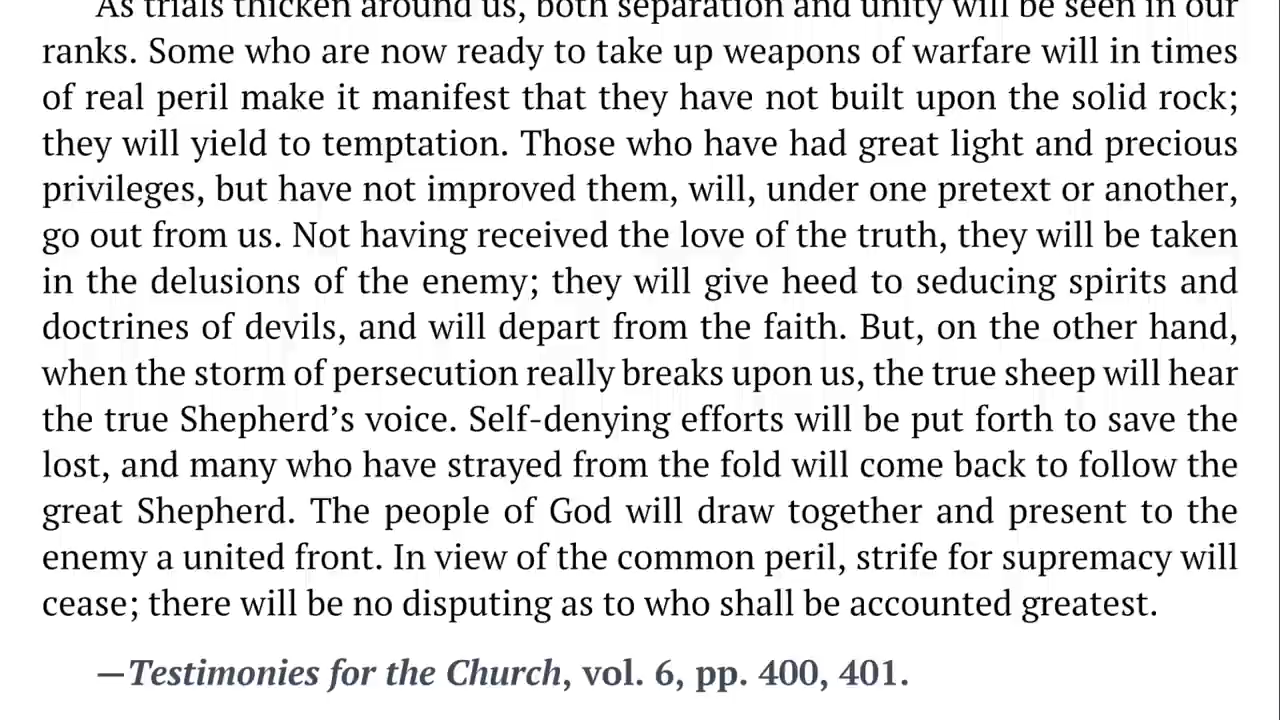 As trials thicken around us, both separation and unity will be seen in our
ranks. Some who are now ready to take up weapons of warfare will in times
of real peril make it manifest that they have not built upon the solid rock;
they will yield to temptation. Those who have had great light and precious
privileges, but have not improved them, will, under one pretext or another,
go out from us. Not having received the love of the truth, they will be taken
in the delusions of the enemy; they will give heed to seducing spirits and
doctrines of devils, and will depart from the faith. But, on the other hand,
when the storm of persecution really breaks upon us, the true sheep will hear
the true Shepherd’s voice. Self-denying efforts will be put forth to save the
lost, and many who have strayed from the fold will come back to follow the
great Shepherd. The people of God will draw together and present to the
enemy a united front. In view of the common peril, strife for supremacy will
cease; there will be no disputing as to who shall be accounted greatest.
—Testimonies for the Church, vol. 6, pp. 400, 401.